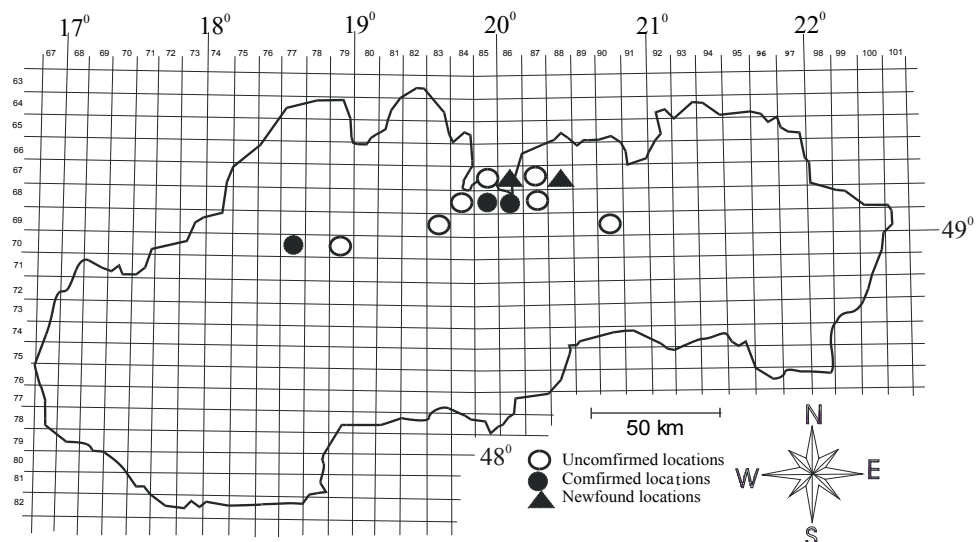 17⁰ 18⁰ 19⁰ 20⁰ 21⁰ 22⁰
67 68 69 70 71 72 73 74 75 76 77 78 79 80 81 82 83 84 85 86 87 88 89 90 91 92 93 94 95 96 97 98 99 100 101
63
64
65
66
67
68
69
70
71
72
73
74
75
76
77
78
79
80
81
82
49⁰
48⁰
50 km
Uncomfirmed locations
Comfirmed locations
Newfound locations
N
W E
S